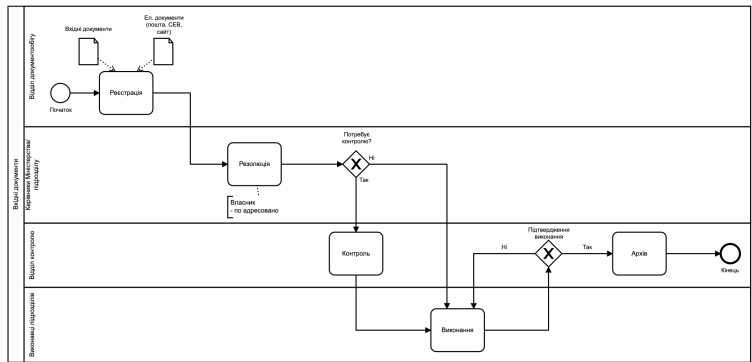 Вхідні документи
Відділ документообігу
Вхідні документи
Ел. документи
(пошта, СЕВ,
сайт)
Початок
Реєстрація
Керівники Міністерства/
підрозділу
Резолюція
Власник
- по адресовано
Потребує
контролю?
Ні
Так
Відділ контролю
Контроль
Підтвердження
виконання
Ні
Так
Архів
Кінець
Виконавці підрозділів
Виконання